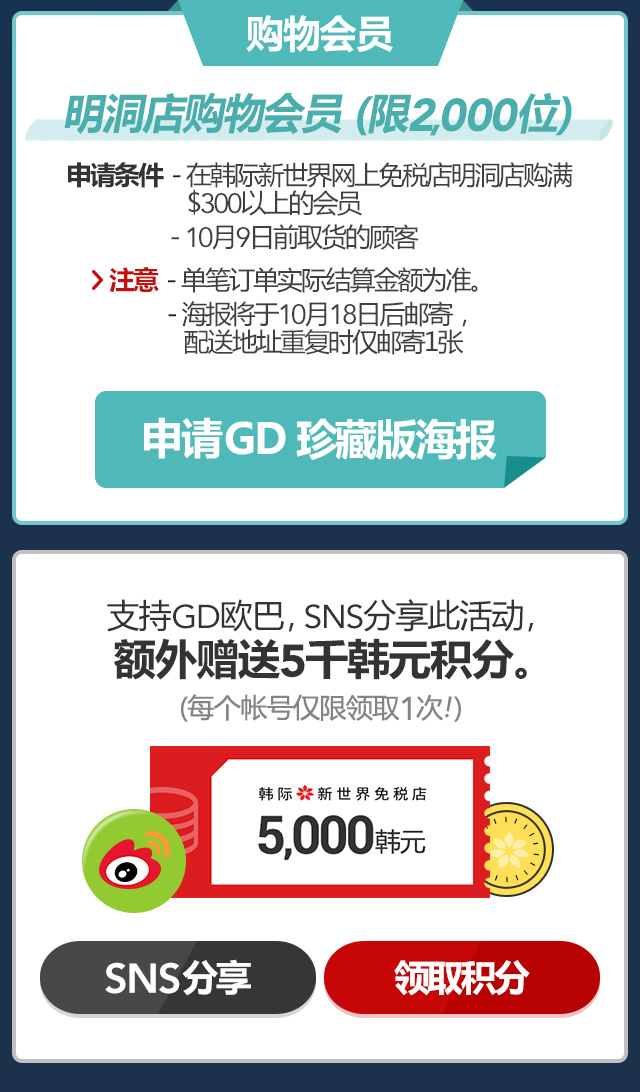 购物会员
明洞店购物会员 (限2,000位)
申请条件 - 在韩际新世界网上免税店明洞店购满
$300以上的会员
- 10月9日前取货的顾客
注意 - 单笔订单实际结算金额为准。
- 海报将于10月18日后邮寄，
配送地址重复时仅邮寄1张
申请GD 珍藏版海报
支持GD欧巴, SNS分享此活动,
额外赠送5千韩元积分。
(每个帐号仅限领取1次!)
韩际新世界免税店
5,000韩元
SNS分享
领取积分